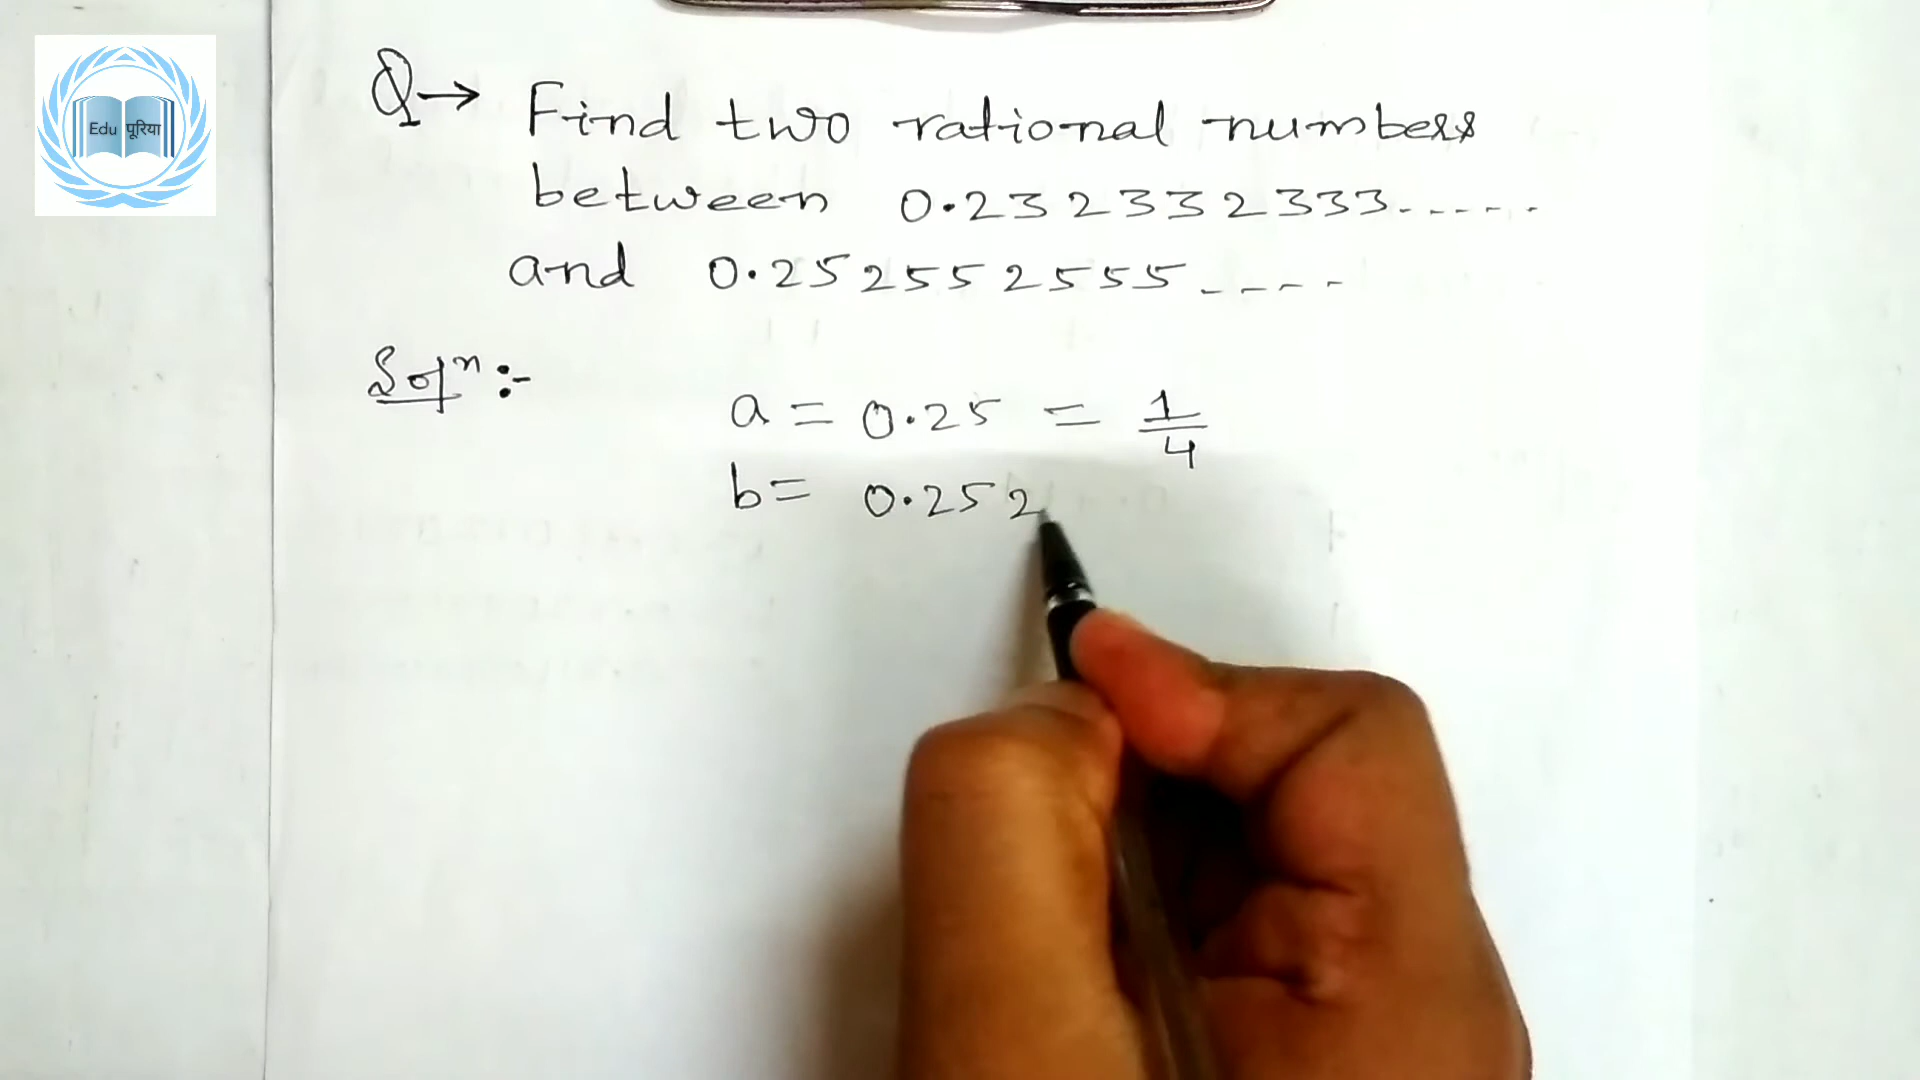 Edu पूरिया
Q→ Find two rational numbers
between 0.232332333.....
and 0.252552555....
Solⁿ :-
a = 0.25 = 1/4
b = 0.252